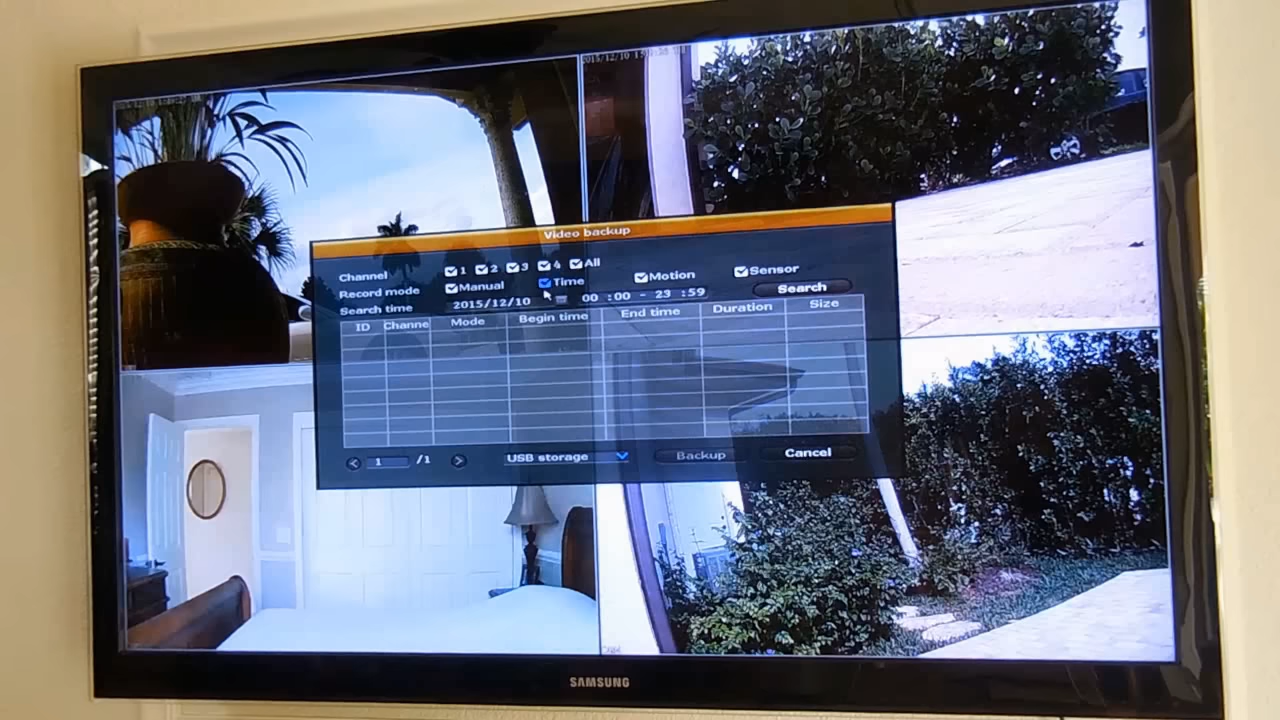 Video backup
Channel 1 2 3 4 All
Record mode Manual Time Motion Sensor
Search time 2015/12/10 00 :00 - 23 :59 Search
ID Channe Mode Begin time End time Duration Size
1 /1 USB storage Backup Cancel
SAMSUNG